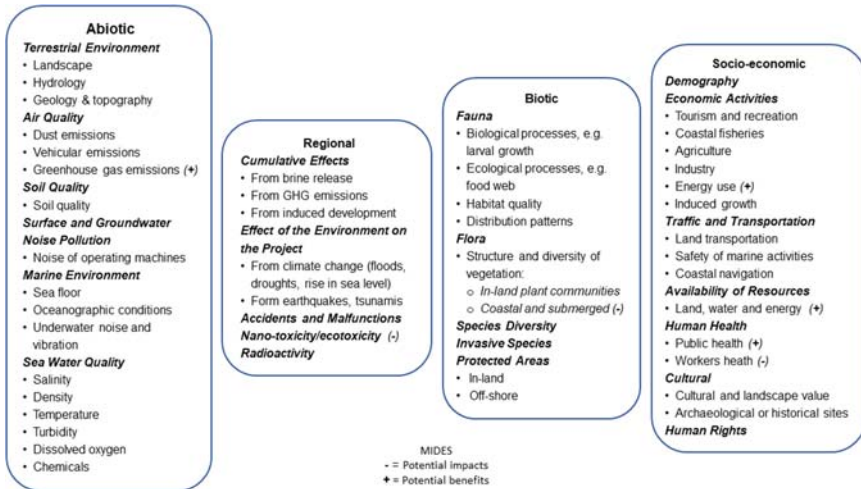 Abiotic
Terrestrial Environment
• Landscape
• Hydrology
• Geology & topography
Air Quality
• Dust emissions
• Vehicular emissions
• Greenhouse gas emissions (+)
Soil Quality
• Soil quality
Surface and Groundwater
Noise Pollution
• Noise of operating machines
Marine Environment
• Sea floor
• Oceanographic conditions
• Underwater noise and
vibration
Sea Water Quality
• Salinity
• Density
• Temperature
• Turbidity
• Dissolved oxygen
• Chemicals
Regional
Cumulative Effects
• From brine release
• From GHG emissions
• From induced development
Effect of the Environment on
the Project
• From climate change (floods,
droughts, rise in sea level)
• Form earthquakes, tsunamis
Accidents and Malfunctions
Nano-toxicity/ecotoxicity (-)
Radioactivity
Biotic
Fauna
• Biological processes, e.g.
larval growth
• Ecological processes, e.g.
food web
• Habitat quality
• Distribution patterns
Flora
• Structure and diversity of
vegetation:
o In-land plant communities
o Coastal and submerged (-)
Species Diversity
Invasive Species
Protected Areas
• In-land
• Off-shore
Socio-economic
Demography
Economic Activities
• Tourism and recreation
• Coastal fisheries
• Agriculture
• Industry
• Energy use (+)
• Induced growth
Traffic and Transportation
• Land transportation
• Safety of marine activities
• Coastal navigation
Availability of Resources
• Land, water and energy (+)
Human Health
• Public health (+)
• Workers heath (-)
Cultural
• Cultural and landscape value
• Archaeological or historical sites
Human Rights
MIDES
- = Potential impacts
+ = Potential benefits